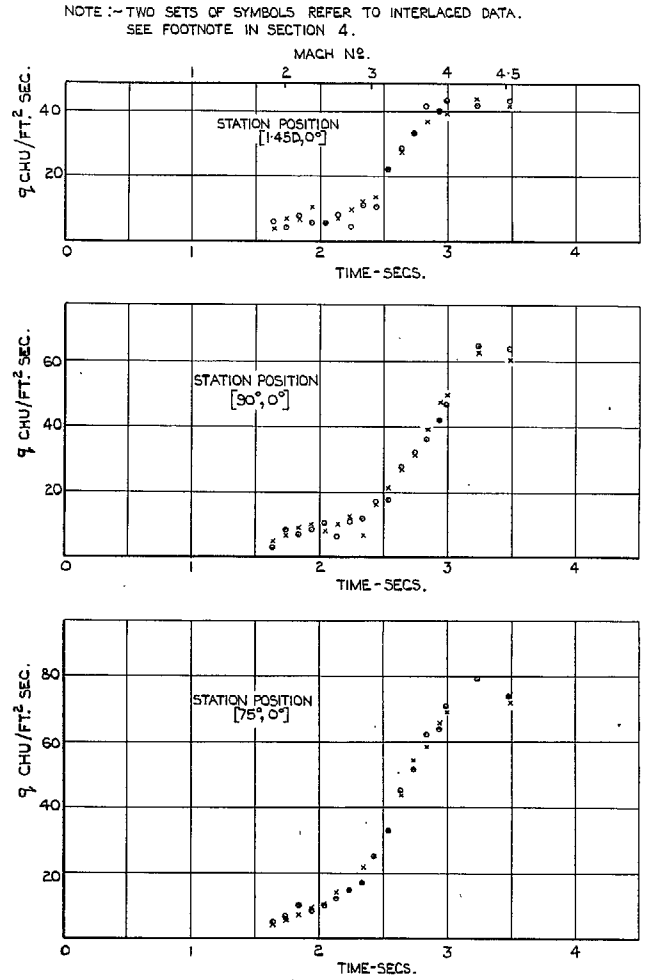 NOTE :- TWO SETS OF SYMBOLS REFER TO INTERLACED DATA.
SEE FOOTNOTE IN SECTION 4.
MACH Nº.
1 2 3 4 4·5
q CHU/FT.² SEC.
40
20
STATION POSITION
[1·45D,0°]
0 1 2 3 4
TIME-SECS.
q CHU/FT.² SEC.
60
40
20
STATION POSITION
[90°,0°]
0 1 2 3 4
TIME-SECS.
q CHU/FT.² SEC.
80
60
40
20
STATION POSITION
[75°,0°]
0 1 2 3 4
TIME-SECS.